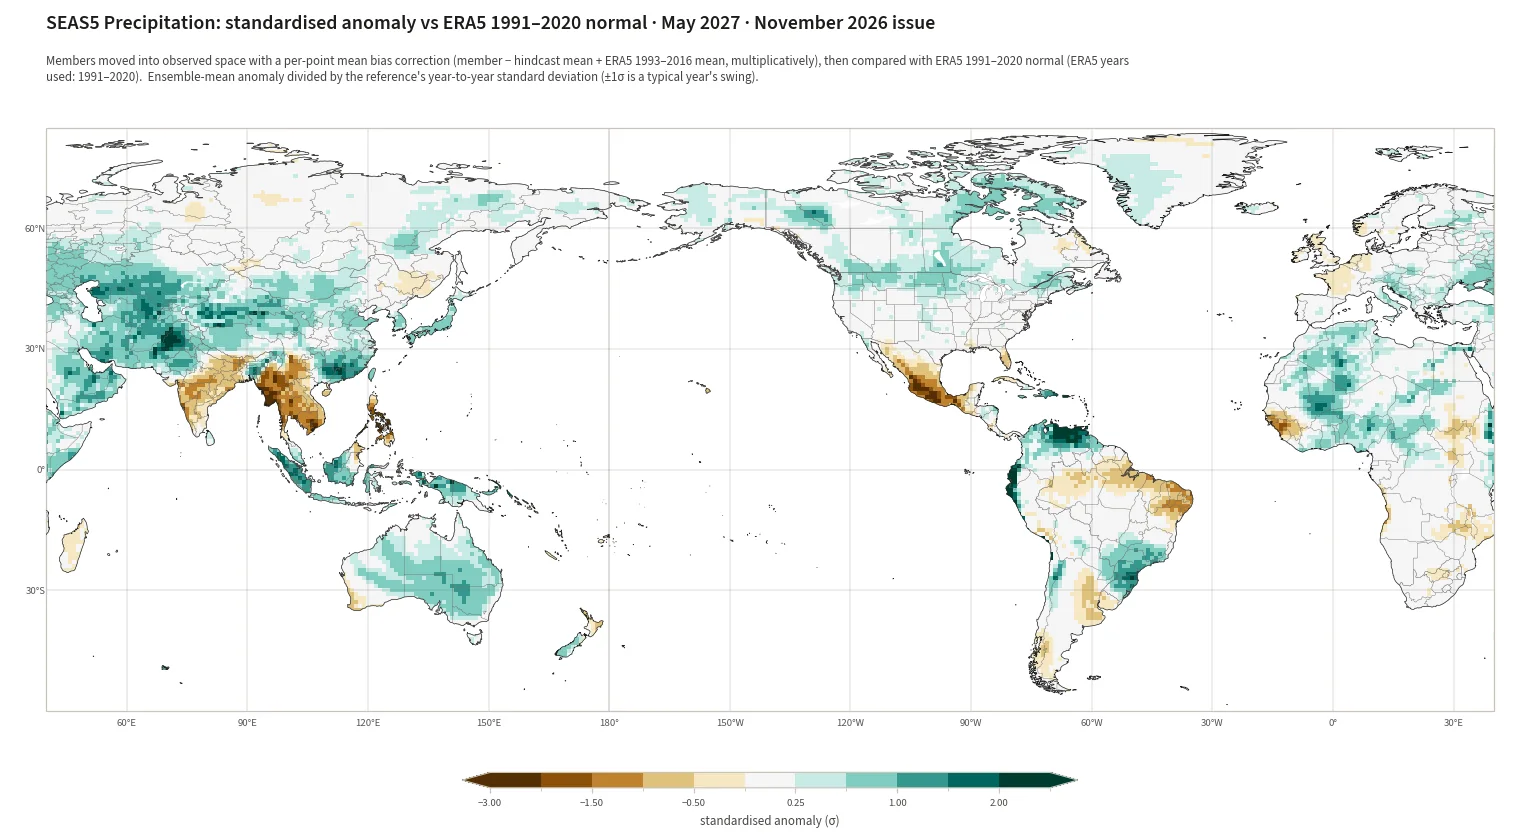 SEAS5 Precipitation: standardised anomaly vs ERA5 1991–2020 normal · May 2027 · November 2026 issue
Members moved into observed space with a per-point mean bias correction (member − hindcast mean + ERA5 1993–2016 mean, multiplicatively), then compared with ERA5 1991–2020 normal (ERA5 years
used: 1991–2020). Ensemble-mean anomaly divided by the reference's year-to-year standard deviation (±1σ is a typical year's swing).
60°N
30°N
0°
30°S
60°E 90°E 120°E 150°E 180° 150°W 120°W 90°W 60°W 30°W 0° 30°E
−3.00 −1.50 −0.50 0.25 1.00 2.00
standardised anomaly (σ)